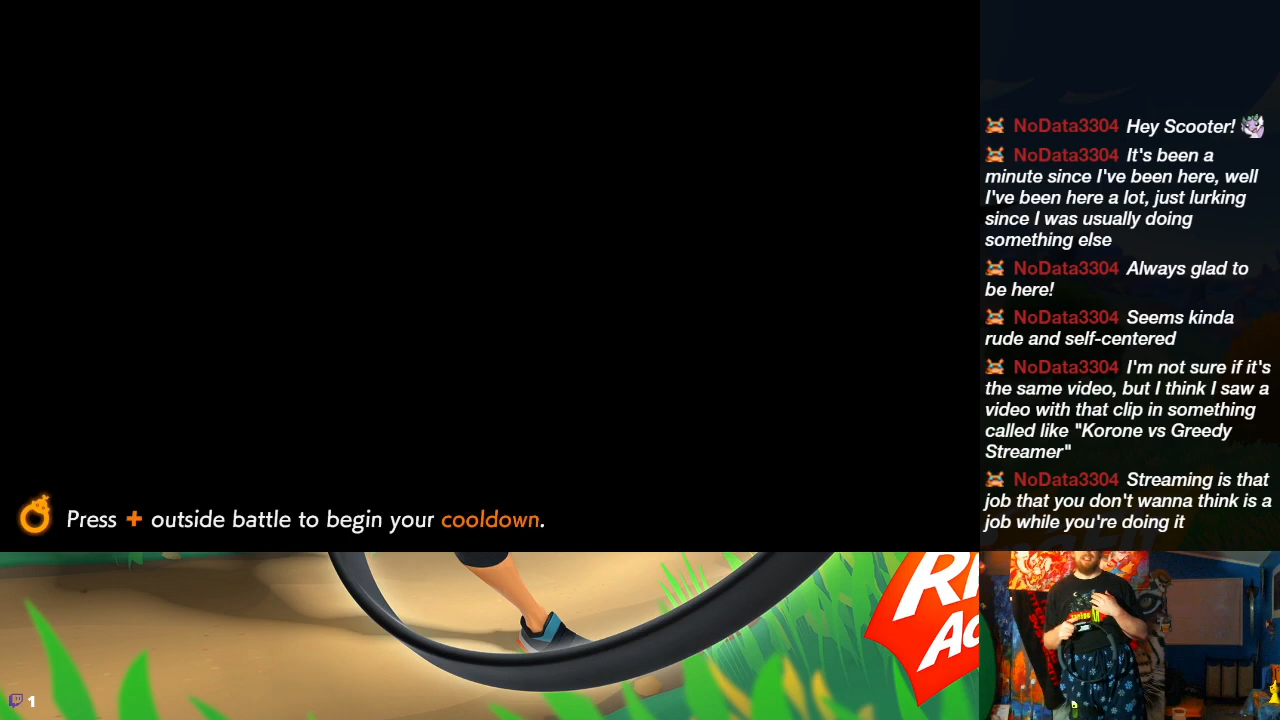 NoData3304 Hey Scooter!
NoData3304 It's been a
minute since I've been here, well
I've been here a lot, just lurking
since I was usually doing
something else
NoData3304 Always glad to
be here!
NoData3304 Seems kinda
rude and self-centered
NoData3304 I'm not sure if it's
the same video, but I think I saw a
video with that clip in something
called like "Korone vs Greedy
Streamer"
NoData3304 Streaming is that
job that you don't wanna think is a
job while you're doing it
Press + outside battle to begin your cooldown.
1